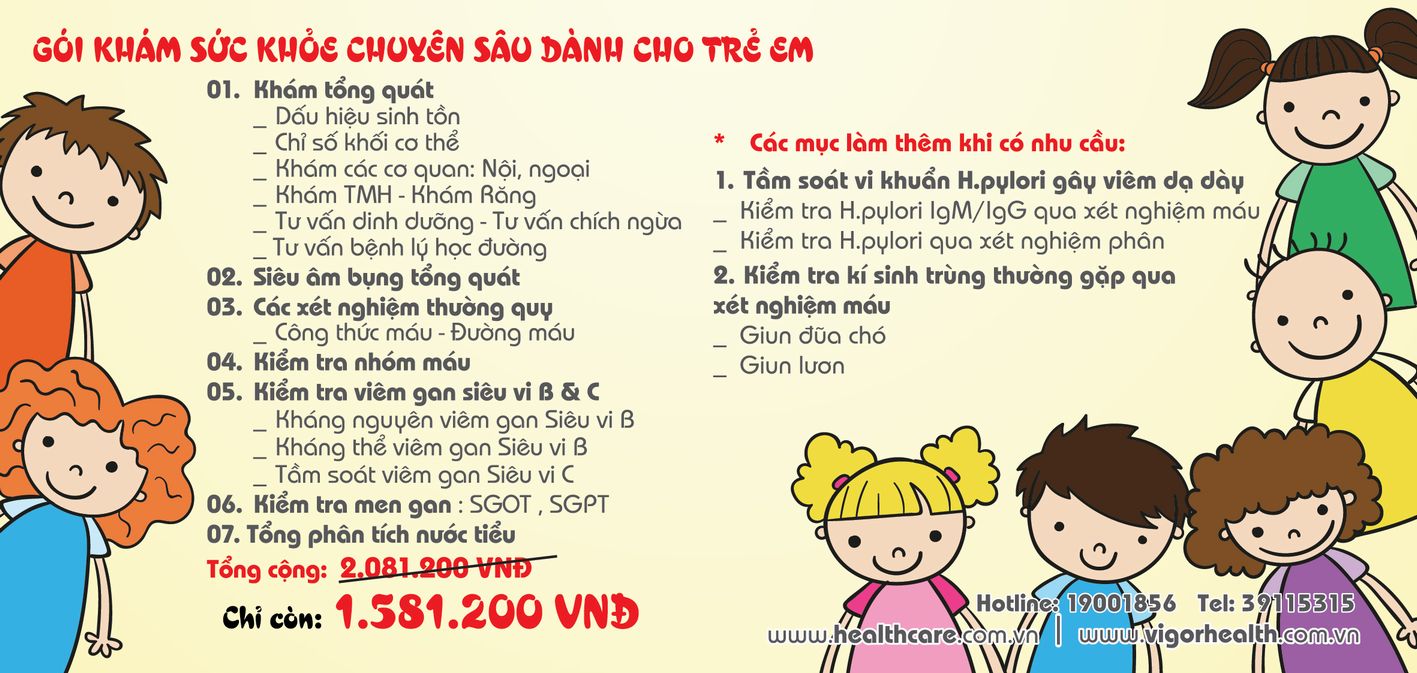 GÓI KHÁM SỨC KHỎE CHUYÊN SÂU DÀNH CHO TRẺ EM
01. Khám tổng quát
_ Dấu hiệu sinh tồn
_ Chỉ số khối cơ thể
_ Khám các cơ quan: Nội, ngoại
_ Khám TMH - Khám Răng
_ Tư vấn dinh dưỡng - Tư vấn chích ngừa
_ Tư vấn bệnh lý học đường
02. Siêu âm bụng tổng quát
03. Các xét nghiệm thường quy
_ Công thức máu - Đường máu
04. Kiểm tra nhóm máu
05. Kiểm tra viêm gan siêu vi B & C
_ Kháng nguyên viêm gan Siêu vi B
_ Kháng thể viêm gan Siêu vi B
_ Tầm soát viêm gan Siêu vi C
06. Kiểm tra men gan : SGOT , SGPT
07. Tổng phân tích nước tiểu
Tổng cộng: 2.081.200 VNĐ
Chỉ còn: 1.581.200 VNĐ
* Các mục làm thêm khi có nhu cầu:
1. Tầm soát vi khuẩn H.pylori gây viêm dạ dày
_ Kiểm tra H.pylori IgM/IgG qua xét nghiệm máu
_ Kiểm tra H.pylori qua xét nghiệm phân
2. Kiểm tra kí sinh trùng thường gặp qua
xét nghiệm máu
_ Giun đũa chó
_ Giun lươn
Hotline: 19001856 Tel: 39115315
www.healthcare.com.vn | www.vigorhealth.com.vn